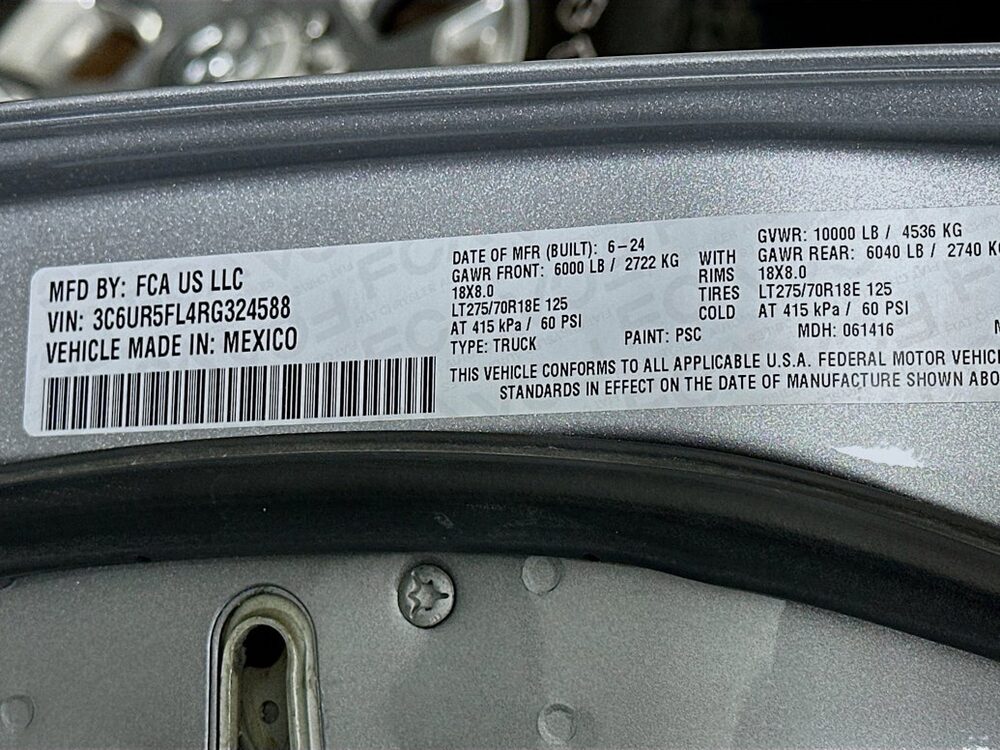 MFD BY: FCA US LLC
VIN: 3C6UR5FL4RG324588
VEHICLE MADE IN: MEXICO
DATE OF MFR (BUILT): 6-24
GAWR FRONT: 6000 LB / 2722 KG
18X8.0
LT275/70R18E 125
AT 415 kPa / 60 PSI
TYPE: TRUCK
PAINT: PSC
WITH
RIMS
TIRES
COLD
GVWR: 10000 LB / 4536 KG
GAWR REAR: 6040 LB / 2740 KG
18X8.0
LT275/70R18E 125
AT 415 kPa / 60 PSI
MDH: 061416
THIS VEHICLE CONFORMS TO ALL APPLICABLE U.S.A. FEDERAL MOTOR VEHIC
STANDARDS IN EFFECT ON THE DATE OF MANUFACTURE SHOWN ABO